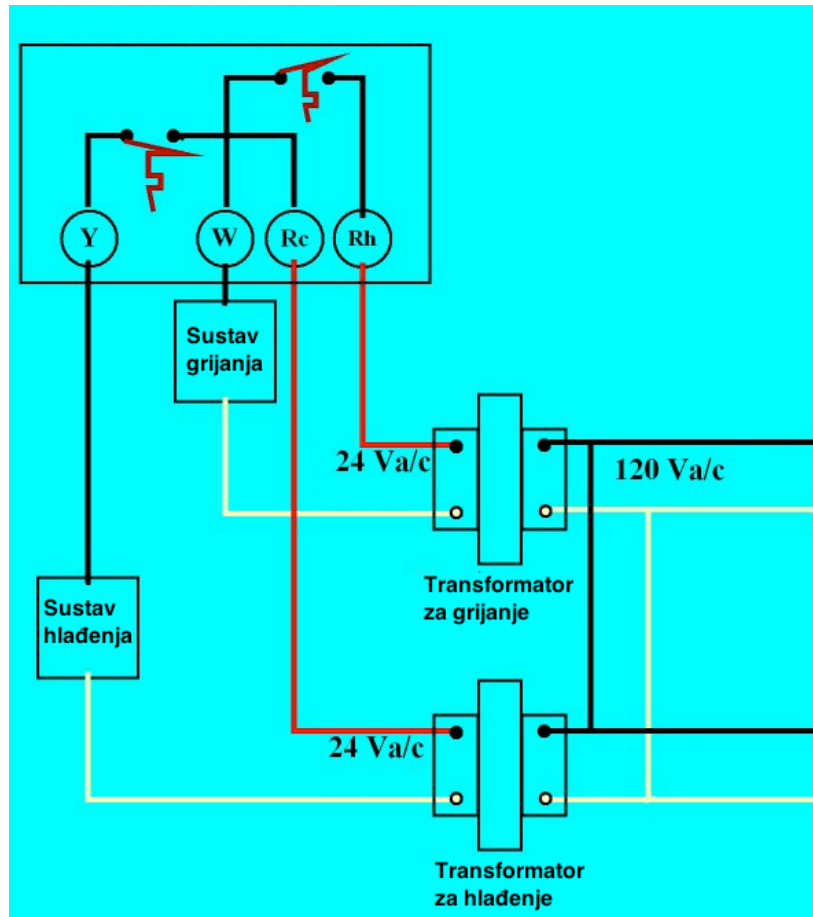 Y
W
Rc
Rh
Sustav
grijanja
24 Va/c
120 Va/c
Transformator
za grijanje
Sustav
hlađenja
24 Va/c
Transformator
za hlađenje